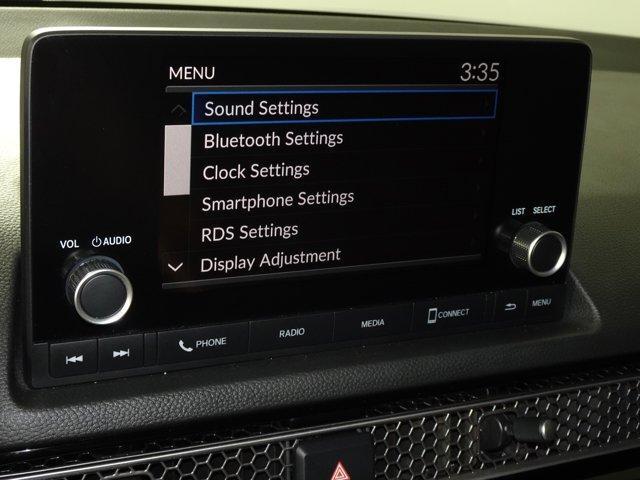 MENU 3:35
Sound Settings
Bluetooth Settings
Clock Settings
Smartphone Settings
RDS Settings
Display Adjustment
VOL AUDIO
LIST SELECT
PHONE RADIO MEDIA CONNECT MENU